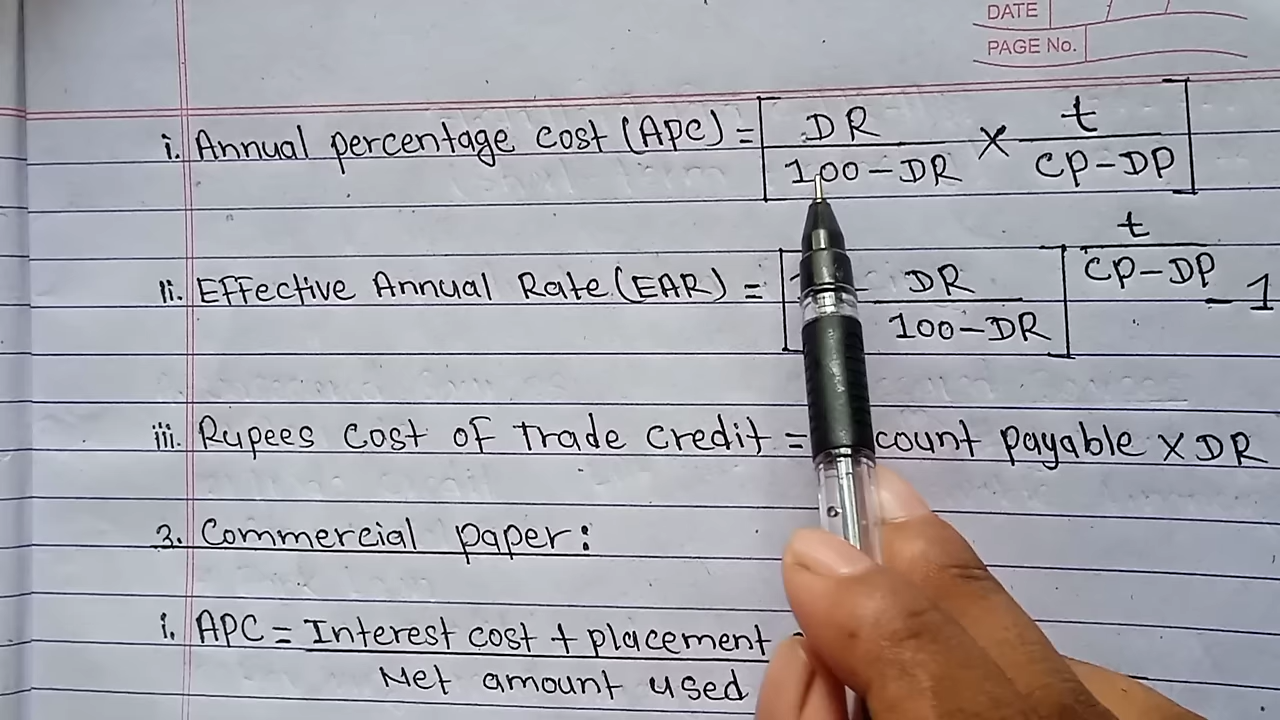 DATE / /
PAGE No.
i. Annual percentage cost (APC) = [DR/100-DR × t/CP-DP]
ii. Effective Annual Rate (EAR) = [DR/100-DR]^t/CP-DP - 1
iii. Rupees cost of trade credit = count payable × DR
3. Commercial paper:
i. APC = Interest cost + placement
Net amount used